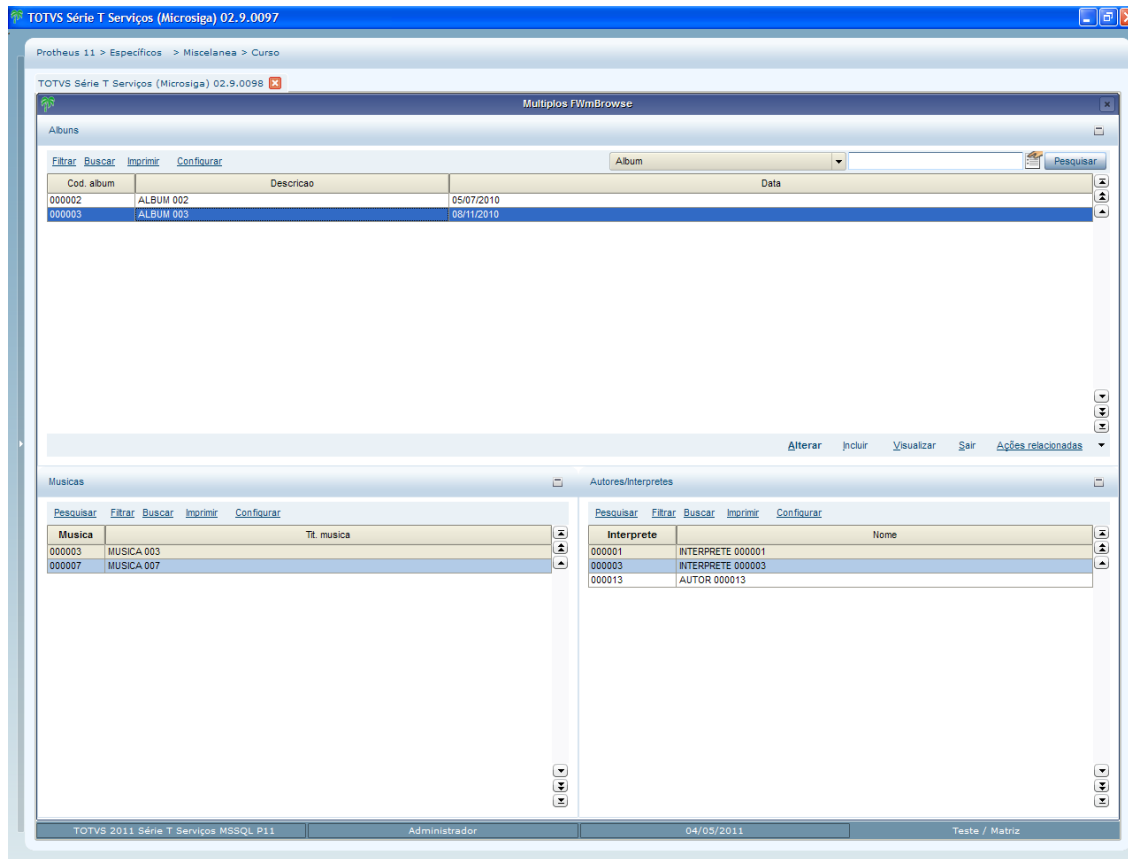 TOTVS Série T Serviços (Microsiga) 02.9.0097
Protheus 11 > Específicos > Miscelanea > Curso
TOTVS Série T Serviços (Microsiga) 02.9.0098
Multiplos FWmBrowse
Albuns
Filtrar Buscar Imprimir Configurar Album Pesquisar
Cod. album Descricao Data
000002 ALBUM 002 05/07/2010
000003 ALBUM 003 08/11/2010
Alterar Incluir Visualizar Sair Ações relacionadas
Musicas
Pesquisar Filtrar Buscar Imprimir Configurar
Musica Tit. musica
000003 MUSICA 003
000007 MUSICA 007
Autores/Interpretes
Pesquisar Filtrar Buscar Imprimir Configurar
Interprete Nome
000001 INTERPRETE 000001
000003 INTERPRETE 000003
000013 AUTOR 000013
TOTVS 2011 Série T Serviços MSSQL P11 Administrador 04/05/2011 Teste / Matriz